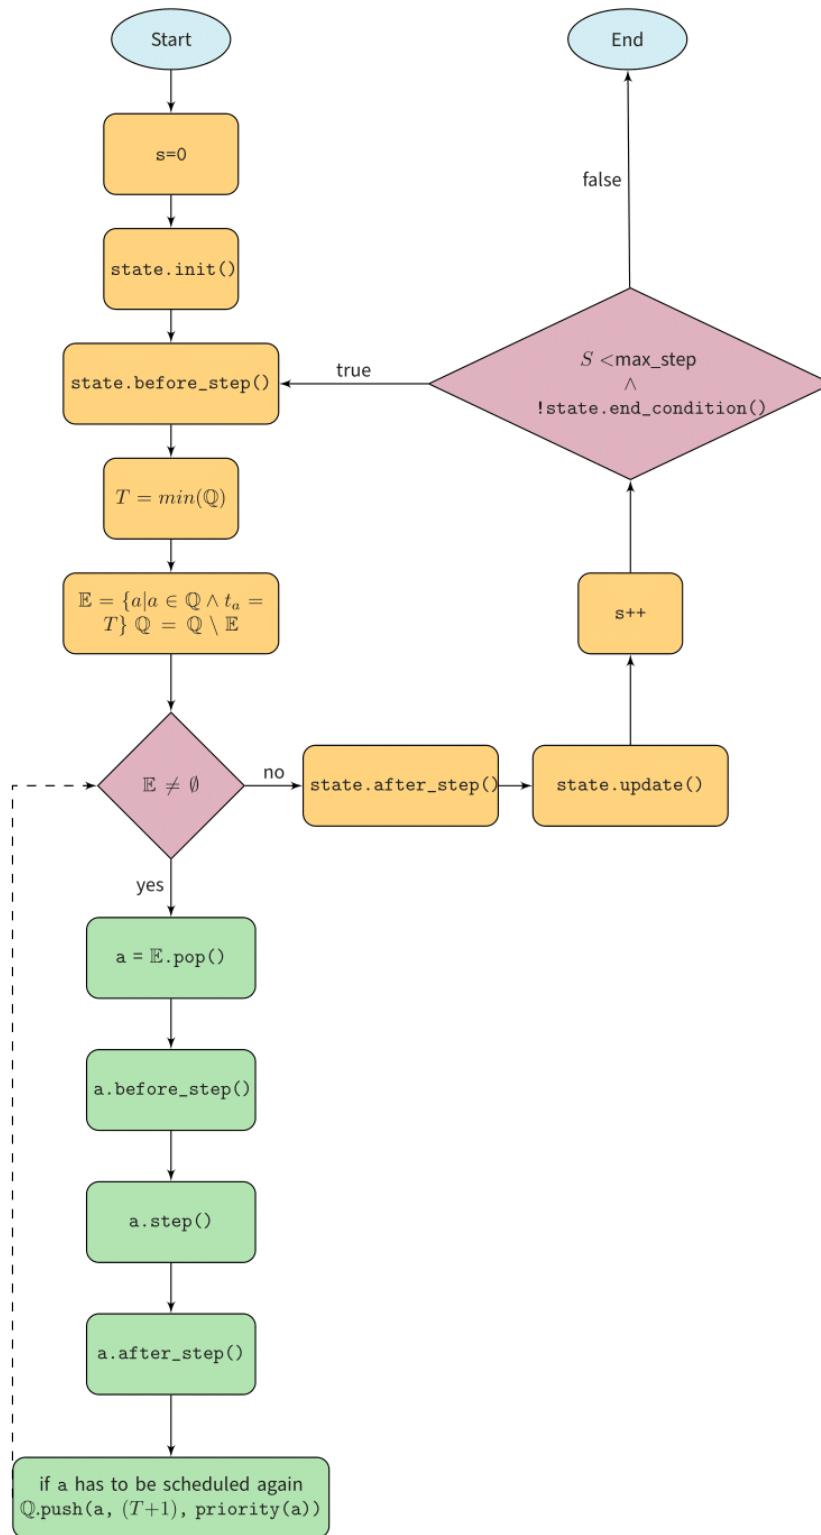 Start
s=0
state.init()
state.before_step()
T = min(ℚ)
𝔼 = {a|a ∈ ℚ ∧ tₐ =
T} ℚ = ℚ \ 𝔼
𝔼 ≠ ∅
no
state.after_step()
state.update()
s++
S <max_step
∧
!state.end_condition()
true
false
End
yes
a = 𝔼.pop()
a.before_step()
a.step()
a.after_step()
if a has to be scheduled again
ℚ.push(a, (T+1), priority(a))